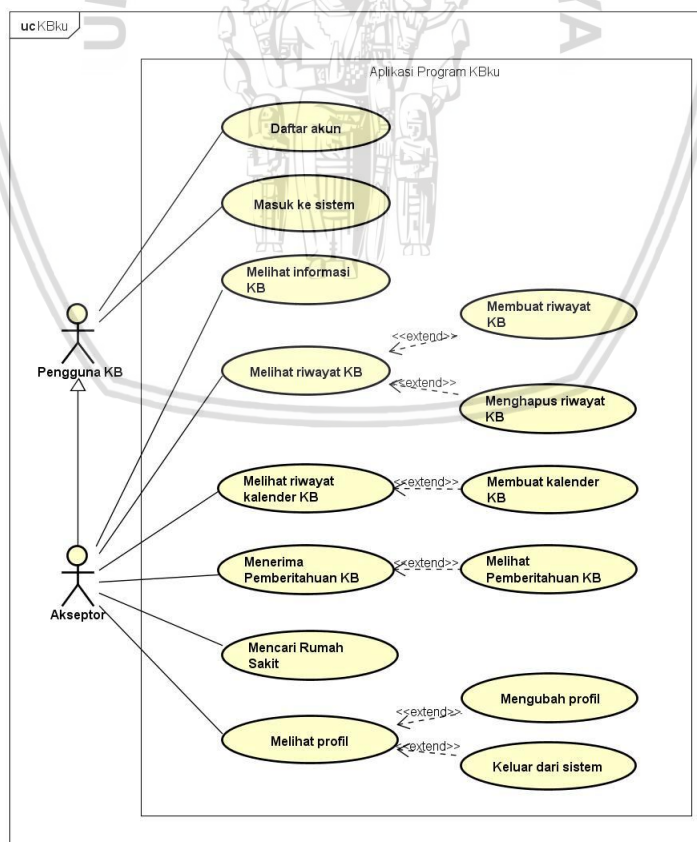 uc KBku
Aplikasi Program KBku
Daftar akun
Masuk ke sistem
Melihat informasi
KB
Pengguna KB
Melihat riwayat KB
<<extend>>
Membuat riwayat
KB
<<extend>>
Menghapus riwayat
KB
Akseptor
Melihat riwayat
kalender KB
<<extend>>
Membuat kalender
KB
Menerima
Pemberitahuan KB
<<extend>>
Melihat
Pemberitahuan KB
Mencari Rumah
Sakit
Melihat profil
<<extend>>
Mengubah profil
<<extend>>
Keluar dari sistem